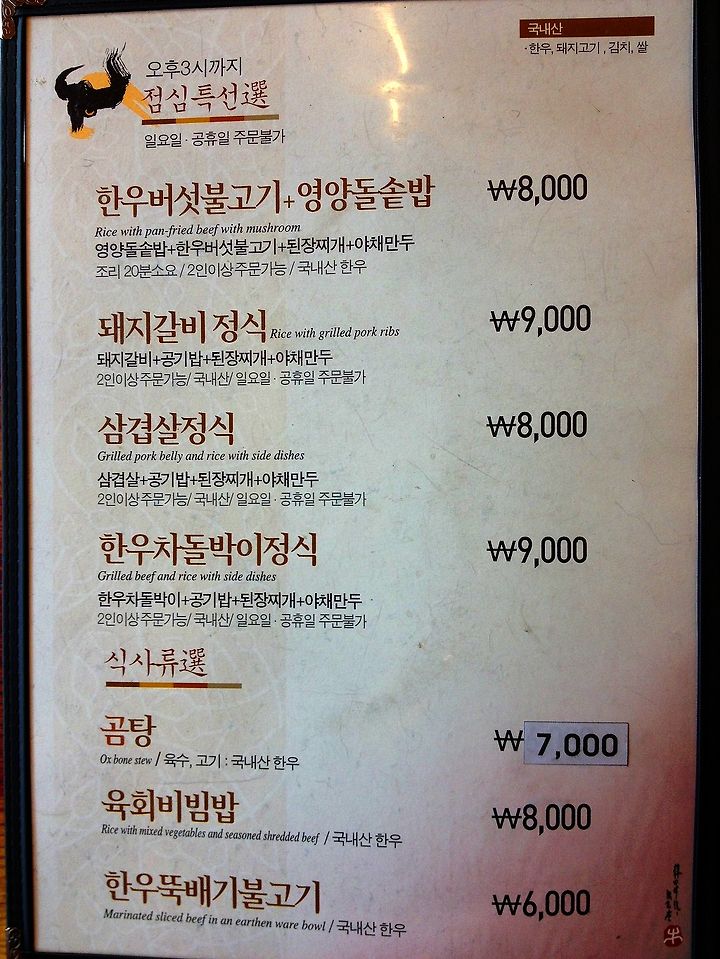 국내산
·한우, 돼지고기, 김치, 쌀
오후3시까지
점심특선選
일요일 · 공휴일 주문불가
한우버섯불고기+영양돌솥밥 ₩8,000
Rice with pan-fried beef with mushroom
영양돌솥밥+한우버섯불고기+된장찌개+야채만두
조리 20분소요 / 2인이상 주문가능 / 국내산 한우
돼지갈비 정식 Rice with grilled pork ribs ₩9,000
돼지갈비+공기밥+된장찌개+야채만두
2인이상 주문가능/ 국내산/ 일요일 · 공휴일 주문불가
삼겹살정식 ₩8,000
Grilled pork belly and rice with side dishes
삼겹살+공기밥+된장찌개+야채만두
2인이상 주문가능/ 국내산/ 일요일 · 공휴일 주문불가
한우차돌박이정식 ₩9,000
Grilled beef and rice with side dishes
한우차돌박이+공기밥+된장찌개+야채만두
2인이상 주문가능/ 국내산/ 일요일 · 공휴일 주문불가
식사류選
곰탕 ₩7,000
Ox bone stew / 육수, 고기 : 국내산 한우
육회비빔밥 ₩8,000
Rice with mixed vegetables and seasoned shredded beef / 국내산 한우
한우뚝배기불고기 ₩6,000
Marinated sliced beef in an earthen ware bowl / 국내산 한우